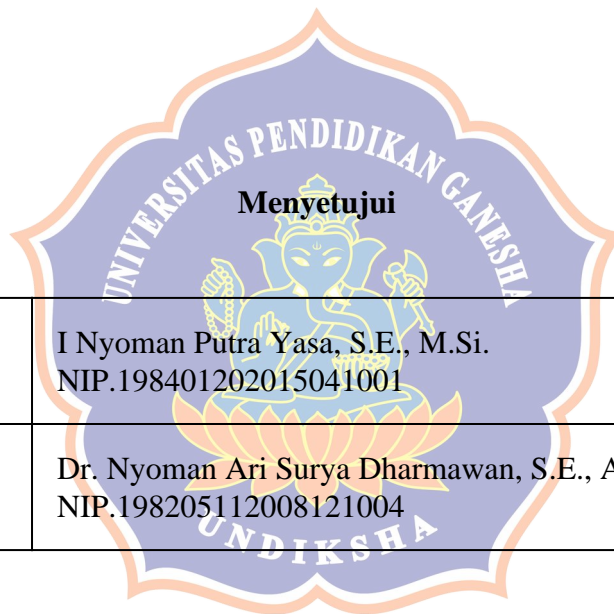 UNIVERSITAS PENDIDIKAN GANESHA
Menyetujui
I Nyoman Putra Yasa, S.E., M.Si.
NIP.198401202015041001
Dr. Nyoman Ari Surya Dharmawan, S.E., A
NIP.198205112008121004
UNDIKSHA